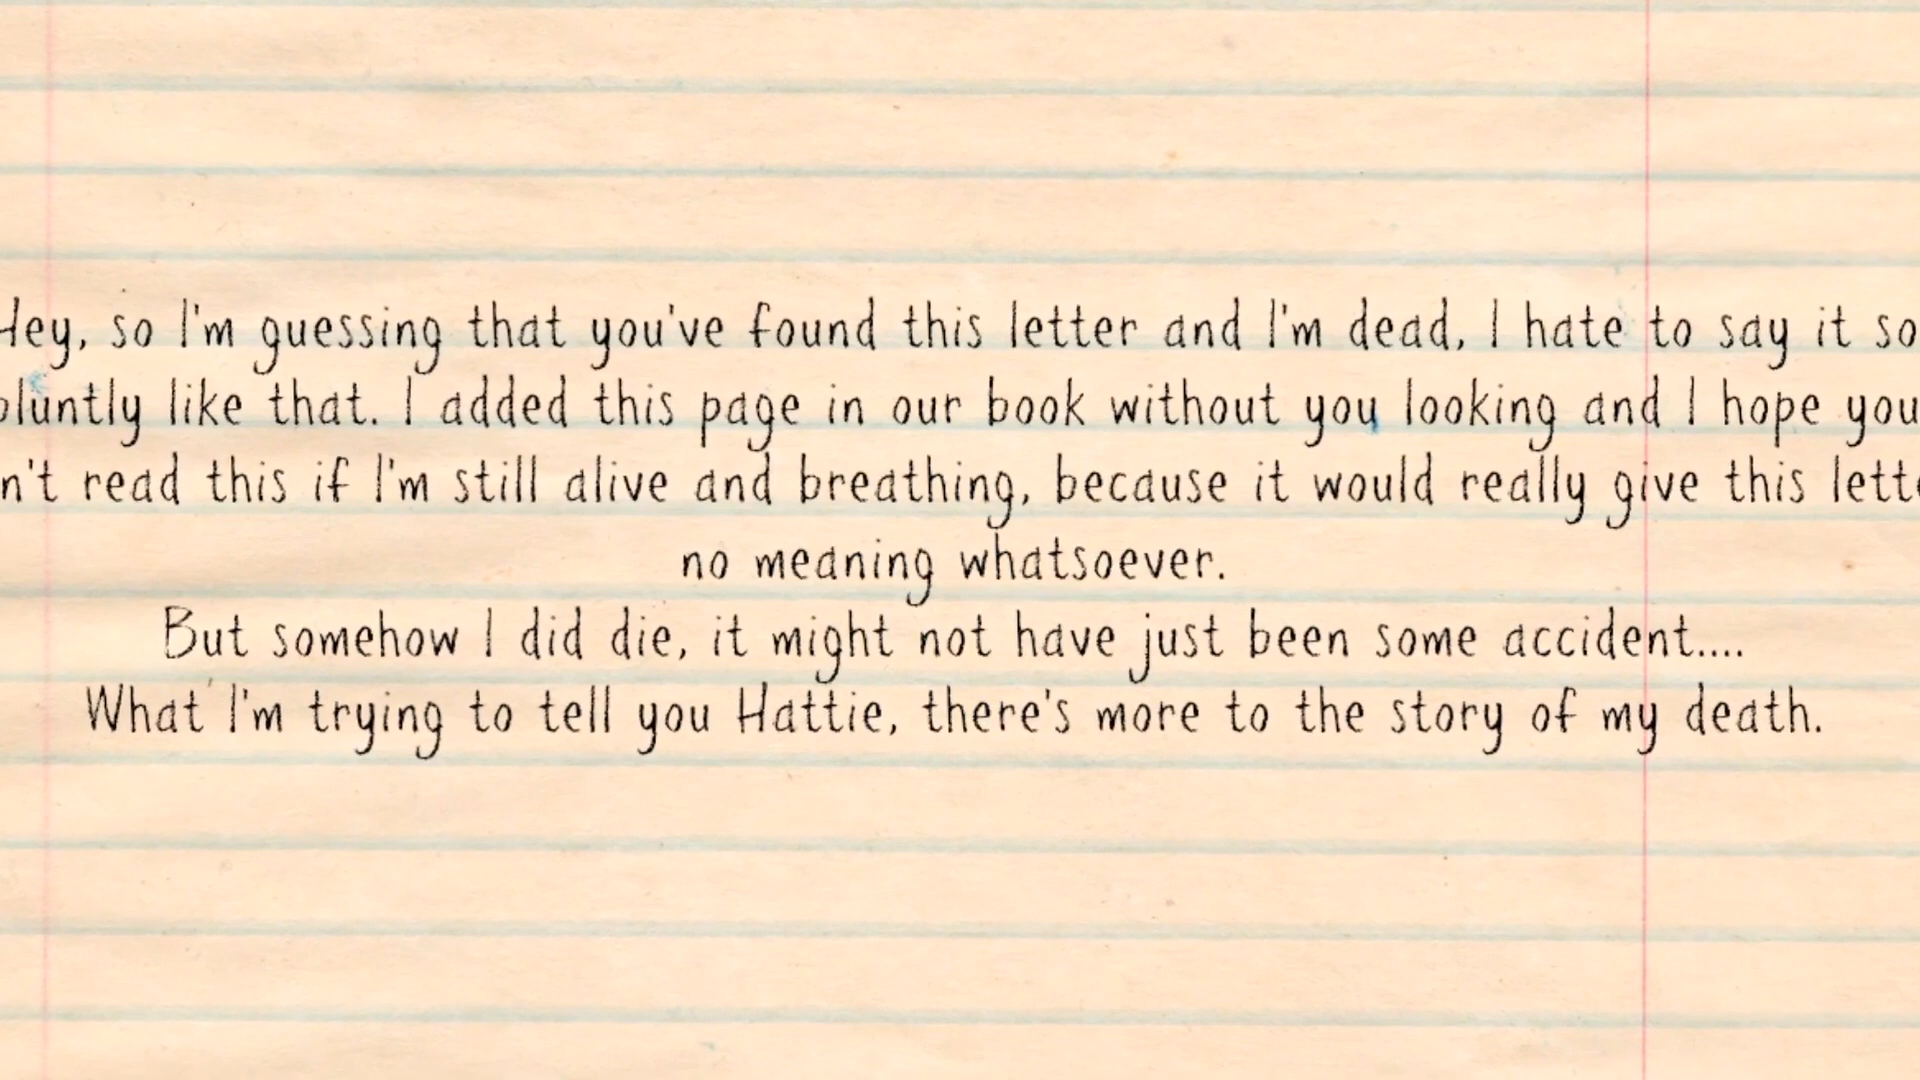 Hey, so I'm guessing that you've found this letter and I'm dead, I hate to say it so
bluntly like that. I added this page in our book without you looking and I hope you
n't read this if I'm still alive and breathing, because it would really give this lette
no meaning whatsoever.
But somehow I did die, it might not have just been some accident....
What I'm trying to tell you Hattie, there's more to the story of my death.